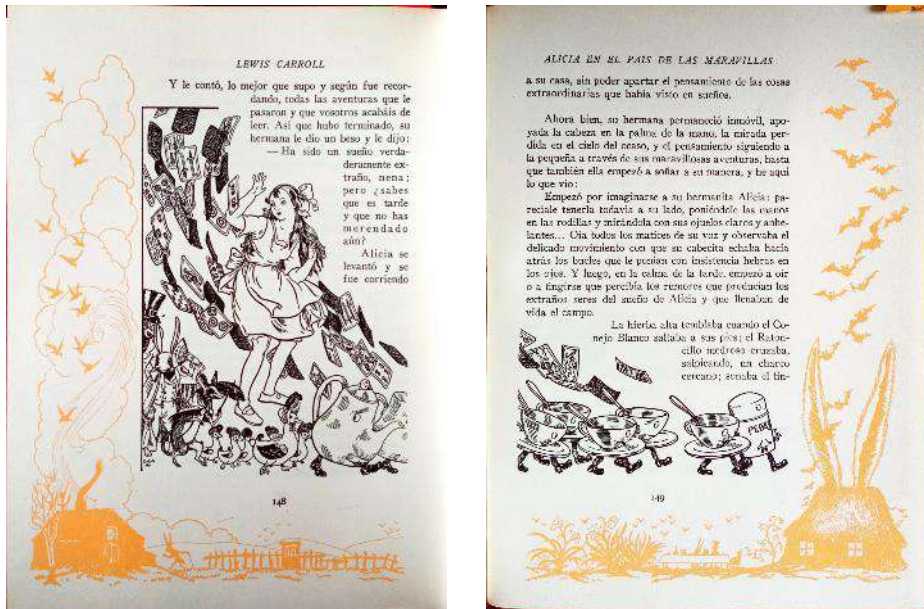 LEWIS CARROLL
Y le contó, lo mejor que supo y según fue recor-
dando, todas las aventuras que le
pasaron y que vosotros acabáis de
leer. Así que hubo terminado, su
hermana le dio un beso y le dijo:
— Ha sido un sueño verda-
deramente ex-
traño, nena;
pero ¿sabes
que es tarde
y que no has
merendado
aún?
Alicia se
levantó y se
fue corriendo
148
ALICIA EN EL PAIS DE LAS MARAVILLAS
a su casa, sin poder apartar el pensamiento de las cosas
extraordinarias que había visto en sueños.
Ahora bien, su hermana permaneció inmóvil, apo-
yada la cabeza en la palma de la mano, la mirada per-
dida en el cielo del ocaso, y el pensamiento siguiendo a
la pequeña a través de sus maravillosas aventuras, hasta
que también ella empezó a soñar a su manera, y he aquí
lo que vio:
Empezó por imaginarse a su hermanita Alicia: pa-
recíale tenerla todavía a su lado, poniéndole las manos
en las rodillas y mirándola con sus ojuelos claros y anhe-
lantes... Oía todos los matices de su voz y observaba el
delicado movimiento con que su cabecita echaba hacia
atrás los bucles que le ponían con insistencia hebras en
los ojos. Y luego, en la calma de la tarde, empezó a oír
o a fingirse que percibía los rumores que producían los
extraños seres del sueño de Alicia y que llenaban de
vida el campo.
La hierba alta temblaba cuando el Co-
nejo Blanco saltaba a sus pies; el Raton-
cillo medroso cruzaba,
salpicando, un charco
cercano; sonaba el tin-
149